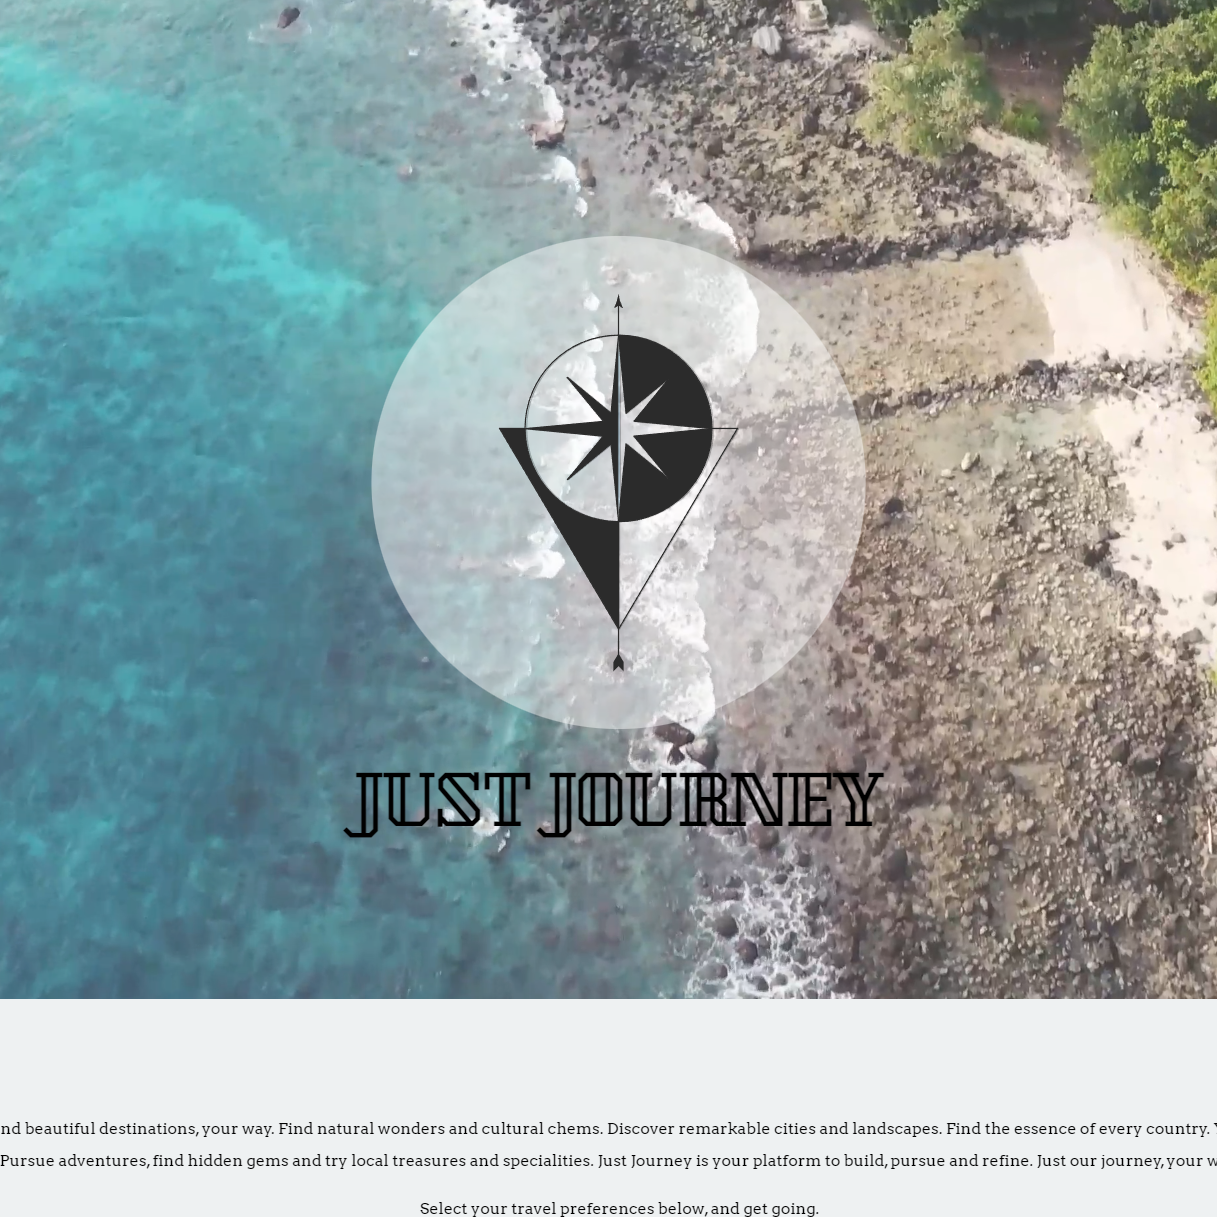 JUST JOURNEY
nd beautiful destinations, your way. Find natural wonders and cultural chems. Discover remarkable cities and landscapes. Find the essence of every country.
Pursue adventures, find hidden gems and try local treasures and specialities. Just Journey is your platform to build, pursue and refine. Just our journey, your w
Select your travel preferences below, and get going.